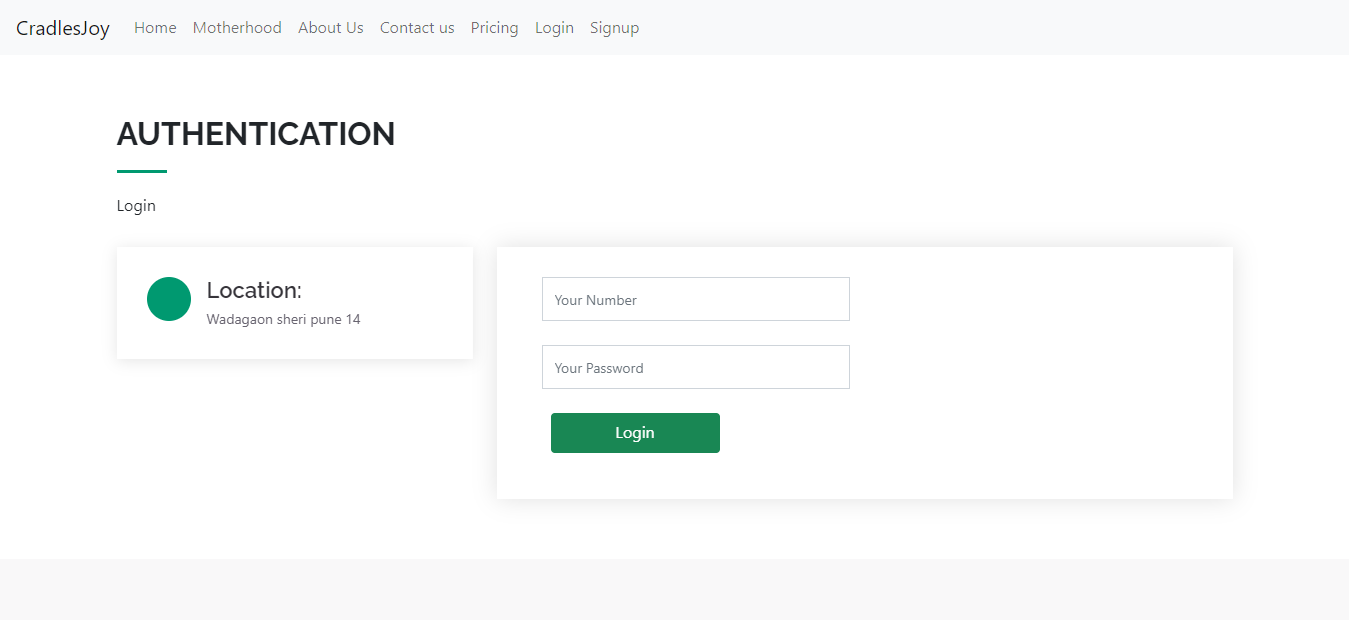 CradlesJoy Home Motherhood About Us Contact us Pricing Login Signup
AUTHENTICATION
Login
Location:
Wadagaon sheri pune 14
Your Number
Your Password
Login